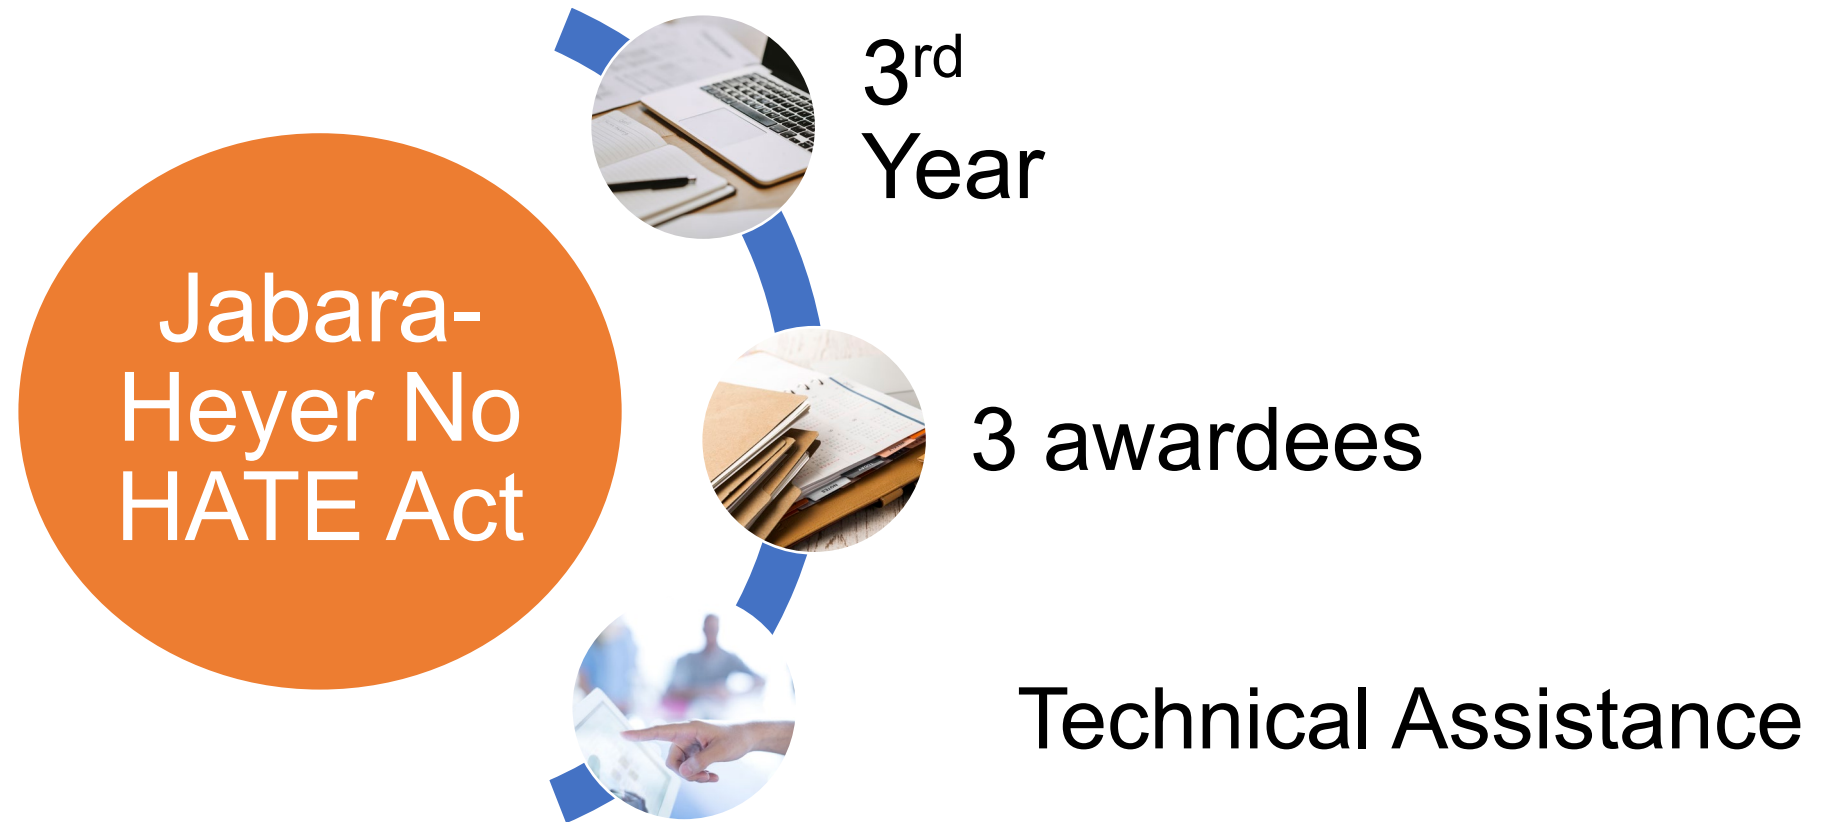 Jabara-
Heyer No
HATE Act
3rd
Year
3 awardees
Technical Assistance